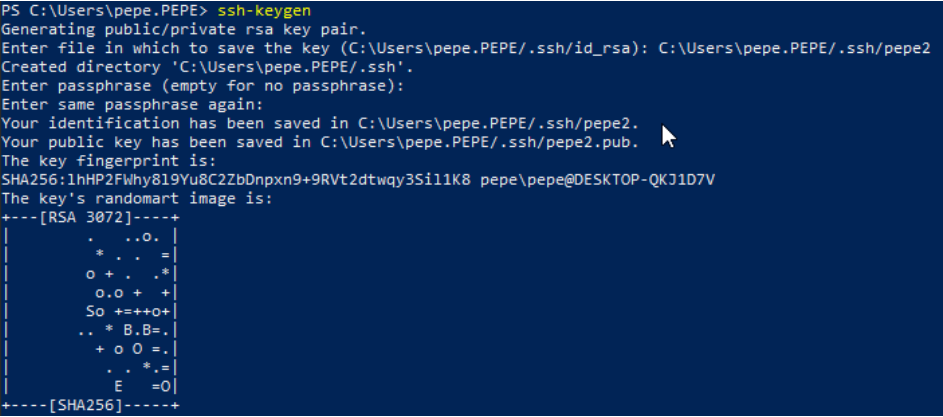 PS C:\Users\pepe.PEPE> ssh-keygen
Generating public/private rsa key pair.
Enter file in which to save the key (C:\Users\pepe.PEPE/.ssh/id_rsa): C:\Users\pepe.PEPE/.ssh/pepe2
Created directory 'C:\Users\pepe.PEPE/.ssh'.
Enter passphrase (empty for no passphrase):
Enter same passphrase again:
Your identification has been saved in C:\Users\pepe.PEPE/.ssh/pepe2.
Your public key has been saved in C:\Users\pepe.PEPE/.ssh/pepe2.pub.
The key fingerprint is:
SHA256:lhHP2FWhy8l9Yu8C2ZbDnpxn9+9RVt2dtwqy3Sil1K8 pepe\pepe@DESKTOP-QKJ1D7V
The key's randomart image is:
+---[RSA 3072]----+
|        .   ..o. |
|         * . .  =|
|        o + .  .*|
|         o.o +  +|
|        So +=++o+|
|       .. * B.B=.|
|         + o O =.|
|          . . *.=|
|           E   =O|
+----[SHA256]-----+